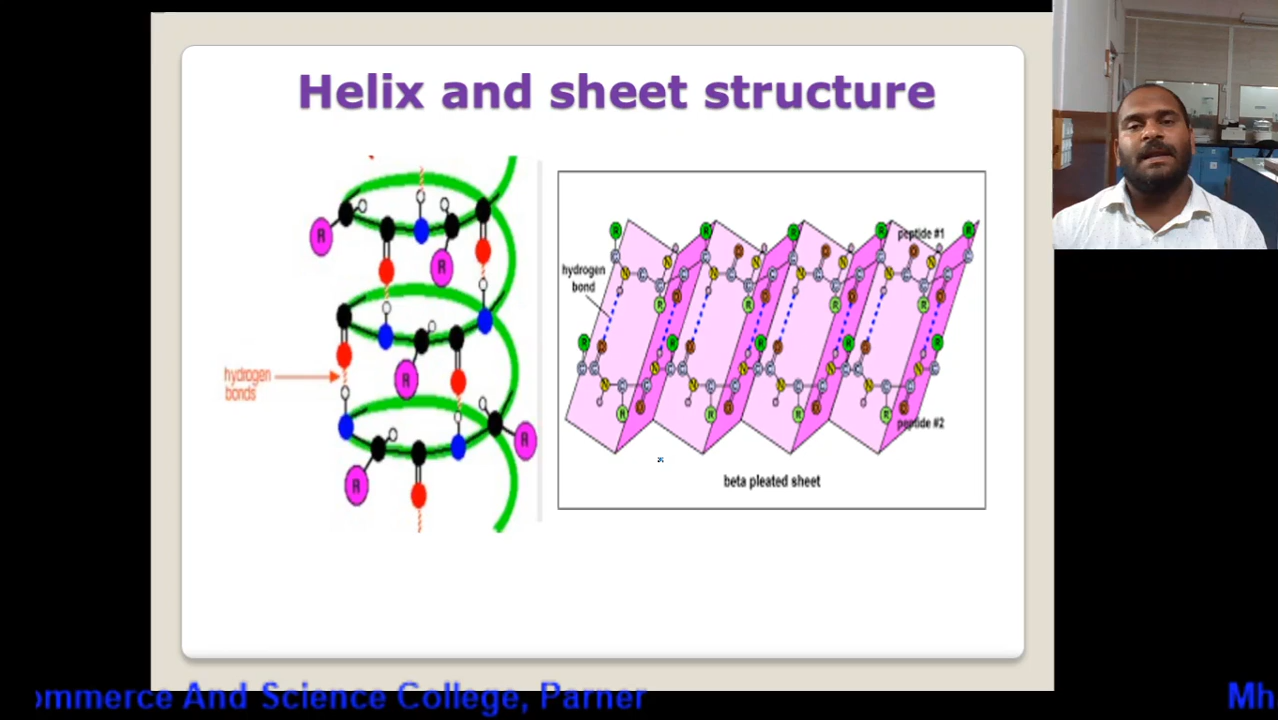 Helix and sheet structure
R
R
R
R
R
hydrogen
bonds
hydrogen
bond
peptide #1
peptide #2
beta pleated sheet
ommerce And Science College, Parner
Mh